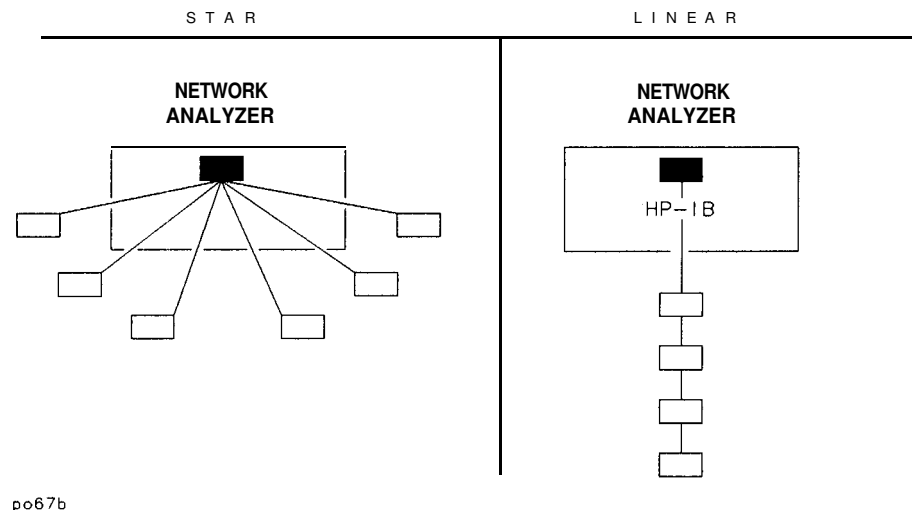 STAR
LINEAR
NETWORK
ANALYZER
NETWORK
ANALYZER
HP-IB
po67b